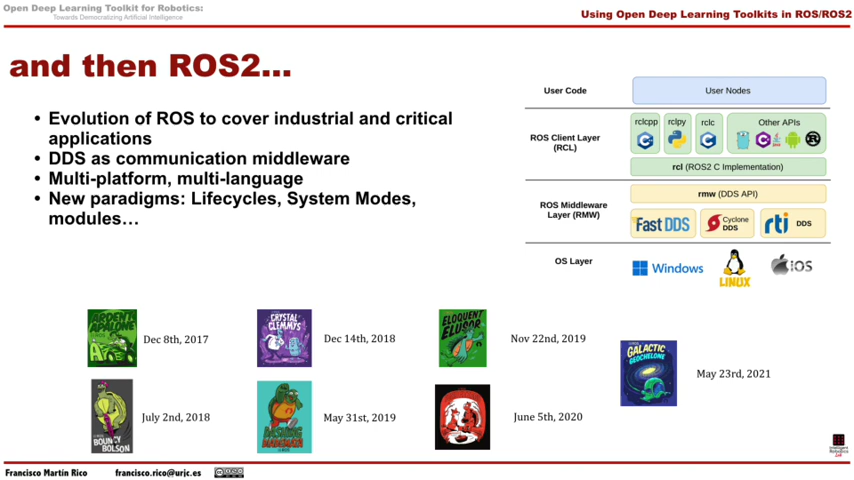 Open Deep Learning Toolkit for Robotics:
Towards Democratizing Artificial Intelligence
Using Open Deep Learning Toolkits in ROS/ROS2
and then ROS2...
• Evolution of ROS to cover industrial and critical
applications
• DDS as communication middleware
• Multi-platform, multi-language
• New paradigms: Lifecycles, System Modes,
modules…
User Code
User Nodes
ROS Client Layer
(RCL)
rclcpp
rclpy
rclc
Other APIs
rcl (ROS2 C Implementation)
ROS Middleware
Layer (RMW)
rmw (DDS API)
Fast DDS
Cyclone
DDS
rti DDS
OS Layer
Windows
LINUX
iOS
ARDENT
APALONE
Dec 8th, 2017
CRYSTAL
CLEMMYS
Dec 14th, 2018
ELOQUENT
ELUSOR
Nov 22nd, 2019
GALACTIC
GEOCHELONE
May 23rd, 2021
BOUNCY
BOLSON
July 2nd, 2018
DASHING
DIADEMATA
May 31st, 2019
June 5th, 2020
Francisco Martín Rico
francisco.rico@urjc.es
Intelligent
Robotics
Lab